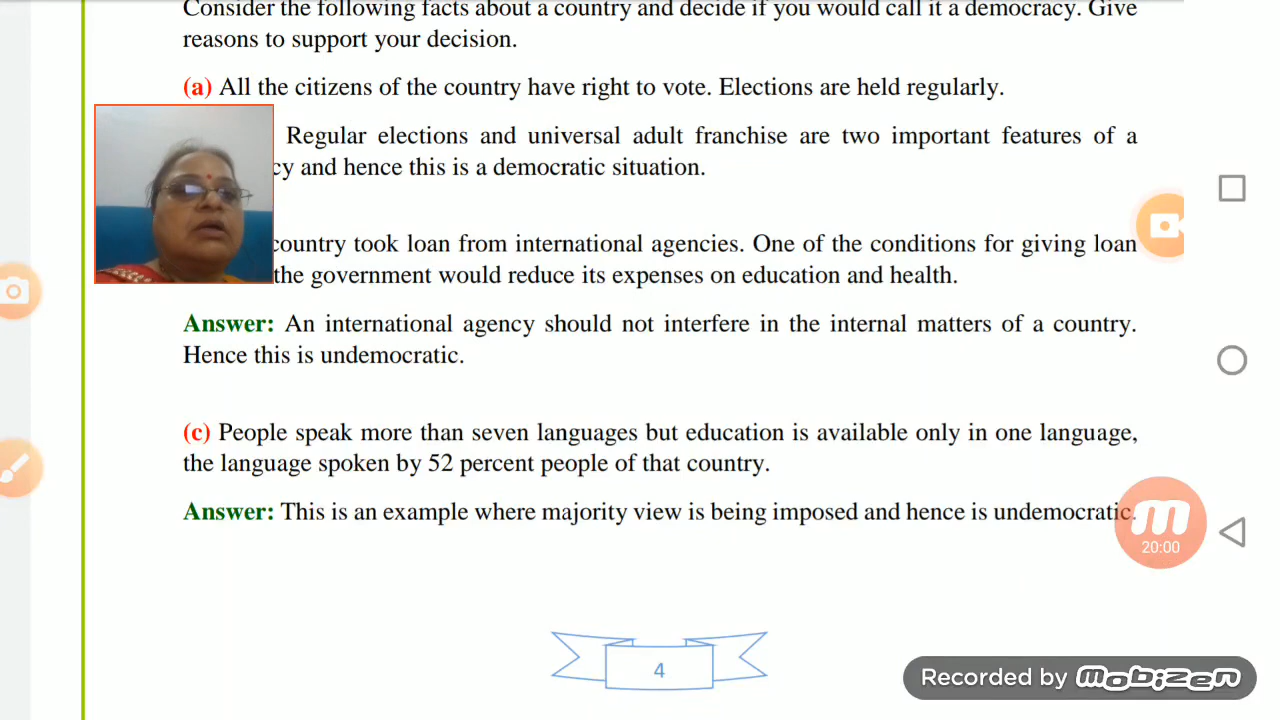 Consider the following facts about a country and decide if you would call it a democracy. Give
reasons to support your decision.
(a) All the citizens of the country have right to vote. Elections are held regularly.
Regular elections and universal adult franchise are two important features of a
cy and hence this is a democratic situation.
country took loan from international agencies. One of the conditions for giving loan
the government would reduce its expenses on education and health.
Answer: An international agency should not interfere in the internal matters of a country.
Hence this is undemocratic.
(c) People speak more than seven languages but education is available only in one language,
the language spoken by 52 percent people of that country.
Answer: This is an example where majority view is being imposed and hence is undemocratic.
20:00
4
Recorded by mobizen